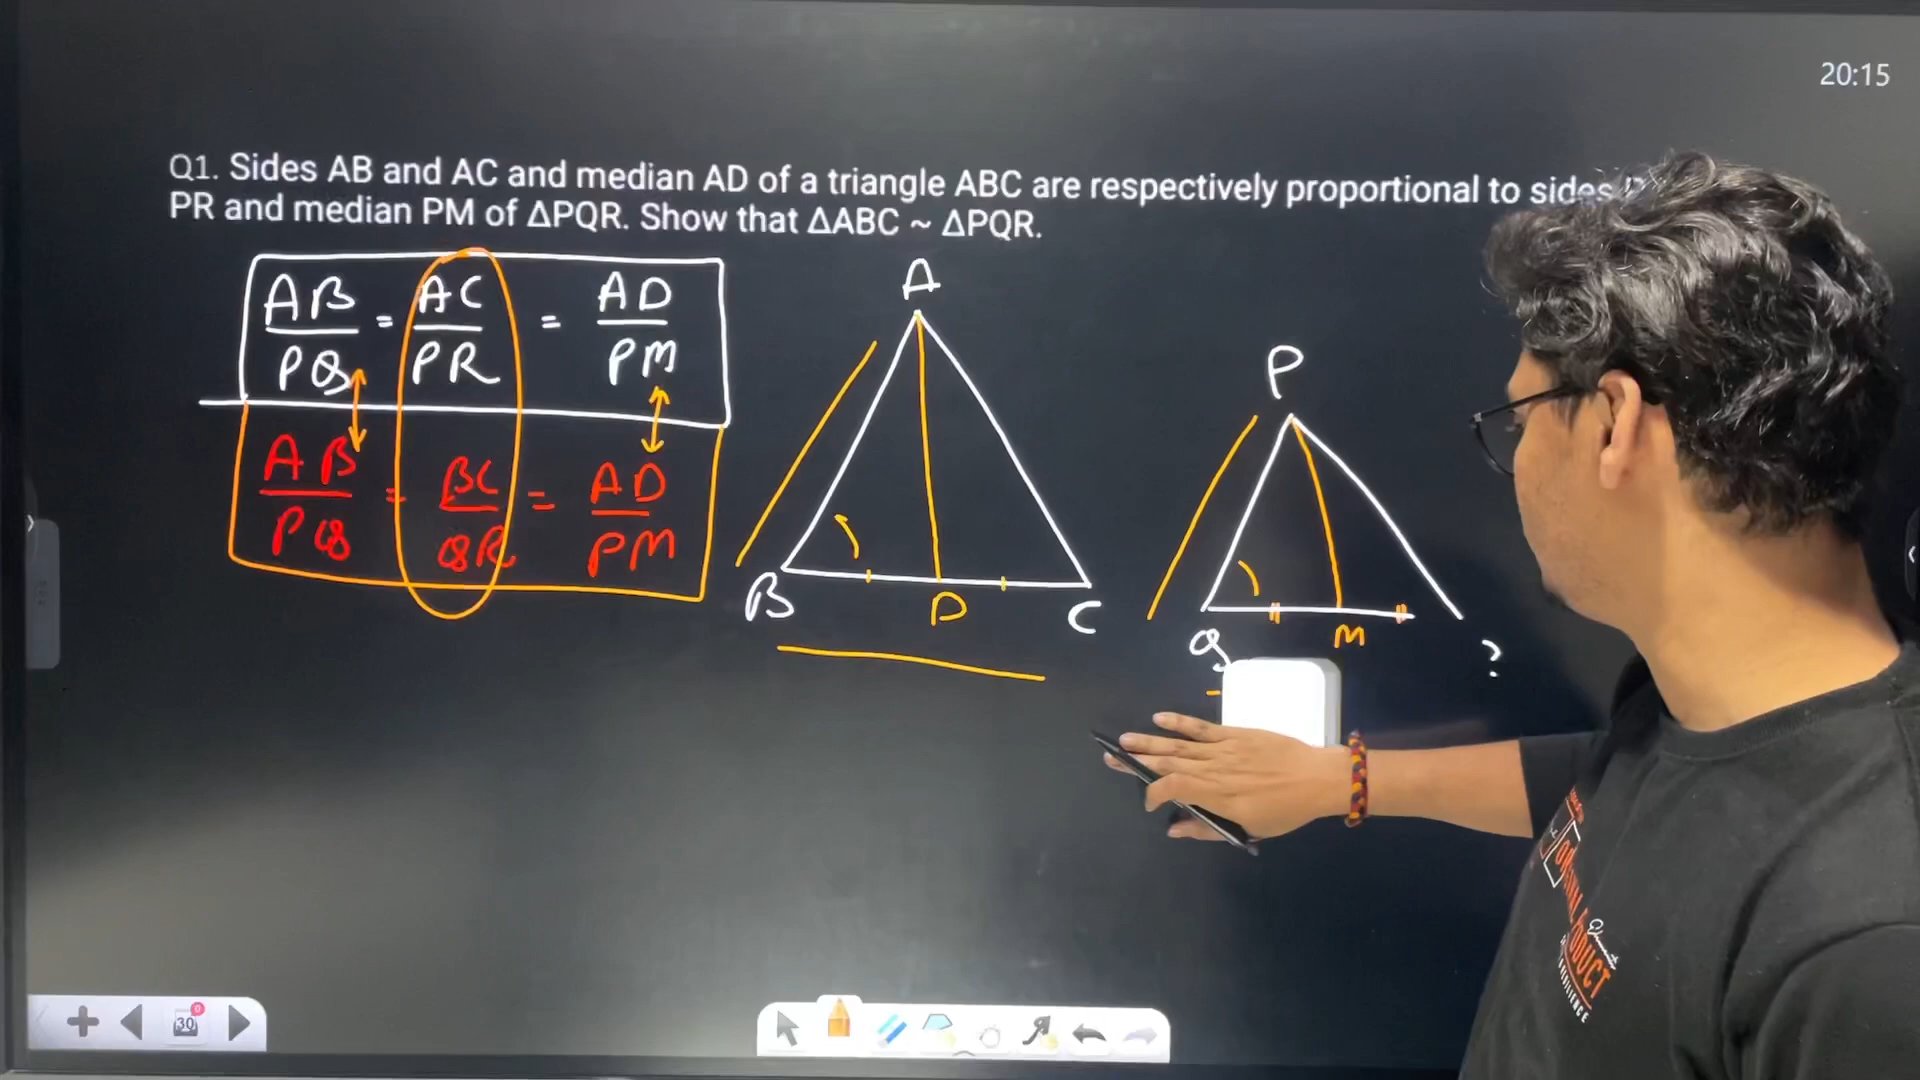 20:15
Q1. Sides AB and AC and median AD of a triangle ABC are respectively proportional to sides
PR and median PM of ΔPQR. Show that ΔABC ~ ΔPQR.
AB/PQ = AC/PR = AD/PM
AB/PQ = BC/QR = AD/PM
A
B
D
C
P
Q
M
30
0
PRODUCT